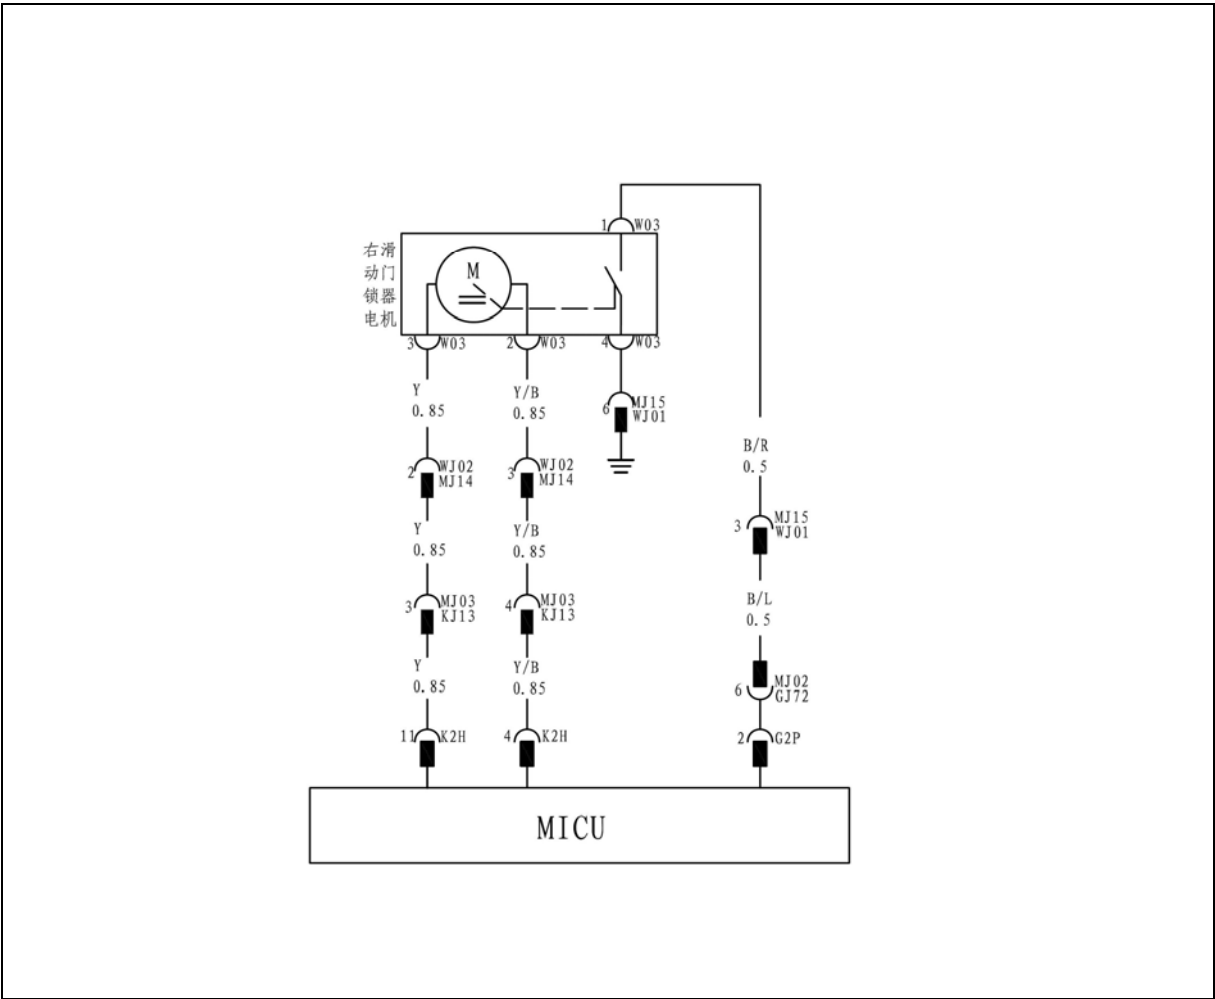 1 W03
右滑
动门
锁器
电机
M
3 W03
2 W03
4 W03
Y
0.85
Y/B
0.85
6 MJ15
WJ01
B/R
0.5
2 WJ02
MJ14
3 WJ02
MJ14
3 MJ15
WJ01
Y
0.85
Y/B
0.85
B/L
0.5
3 MJ03
KJ13
4 MJ03
KJ13
Y
0.85
Y/B
0.85
6 MJ02
GJ72
11 K2H
4 K2H
2 G2P
MICU